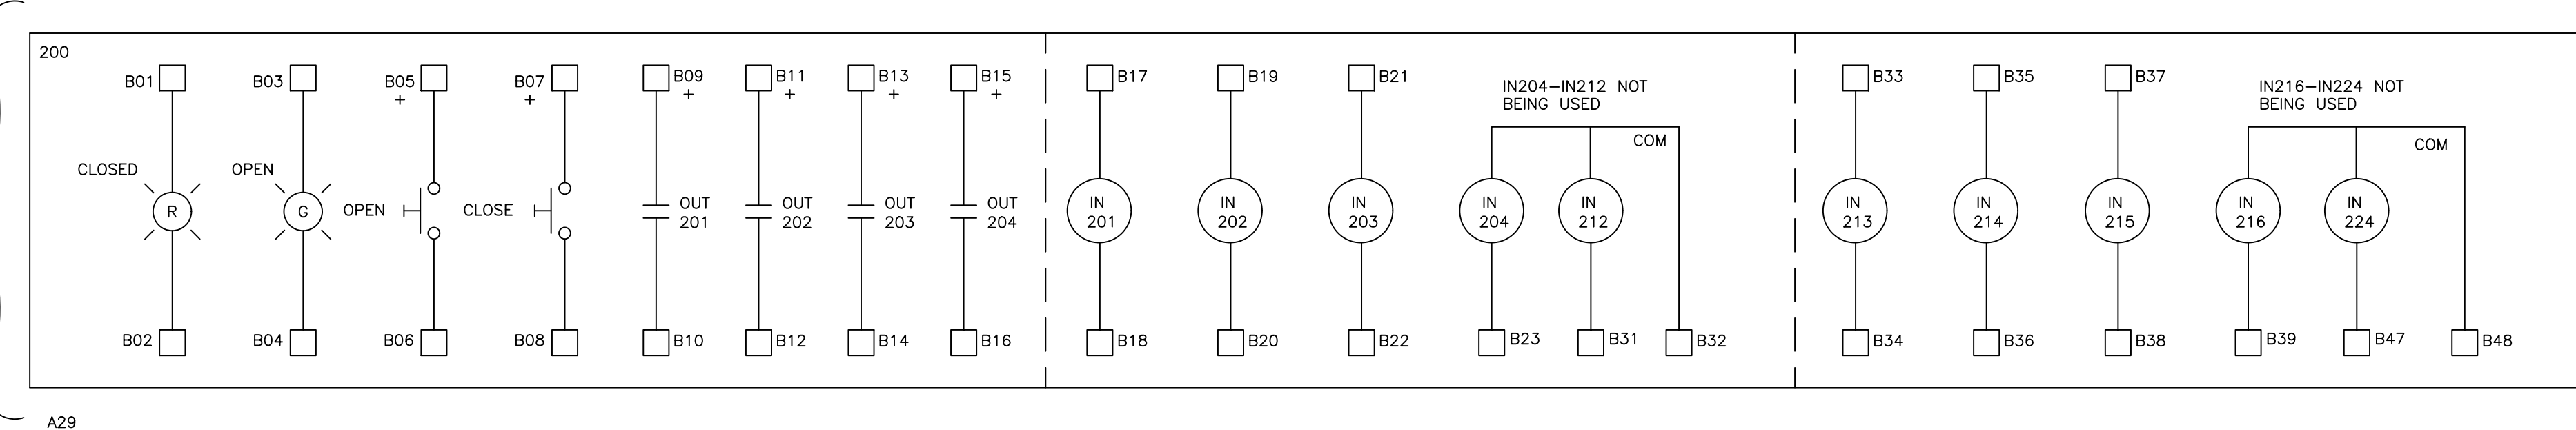 200
B01
B03
B05
+
B07
+
B09
+
B11
+
B13
+
B15
+
B17
B19
B21
IN204–IN212 NOT
BEING USED
COM
B33
B35
B37
IN216–IN224 NOT
BEING USED
COM
CLOSED
R
OPEN
G
OPEN
CLOSE
OUT
201
OUT
202
OUT
203
OUT
204
IN
201
IN
202
IN
203
IN
204
IN
212
IN
213
IN
214
IN
215
IN
216
IN
224
B02
B04
B06
B08
B10
B12
B14
B16
B18
B20
B22
B23
B31
B32
B34
B36
B38
B39
B47
B48
A29